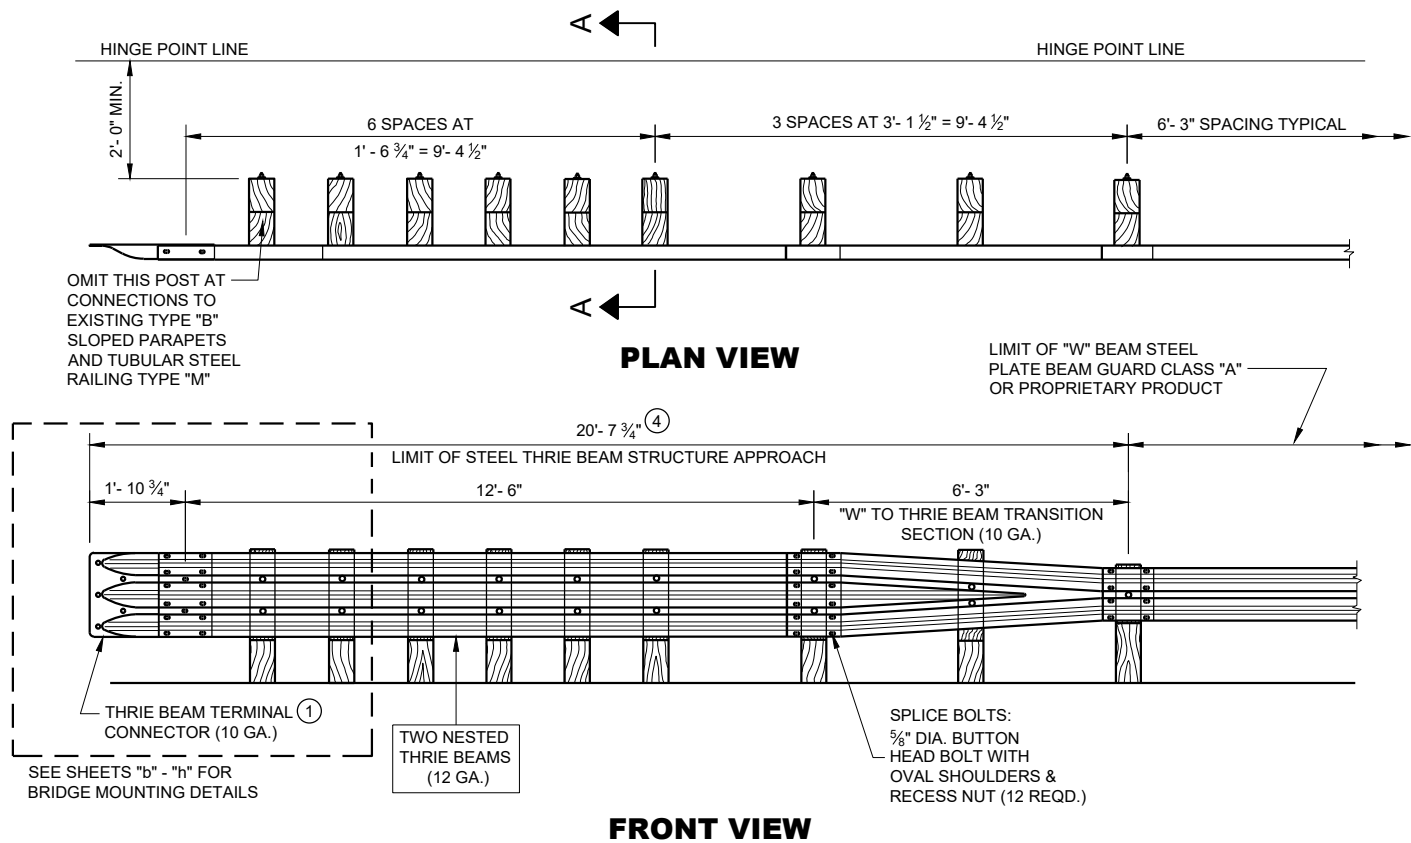 A
HINGE POINT LINE
HINGE POINT LINE
2'- 0" MIN.
6 SPACES AT
1' - 6 ¾" = 9'- 4 ½"
3 SPACES AT 3'- 1 ½" = 9'- 4 ½"
6'- 3" SPACING TYPICAL
OMIT THIS POST AT
CONNECTIONS TO
EXISTING TYPE "B"
SLOPED PARAPETS
AND TUBULAR STEEL
RAILING TYPE "M"
A
PLAN VIEW
LIMIT OF "W" BEAM STEEL
PLATE BEAM GUARD CLASS "A"
OR PROPRIETARY PRODUCT
20'- 7 ¾" 4
LIMIT OF STEEL THRIE BEAM STRUCTURE APPROACH
1'- 10 ¾"
12'- 6"
6'- 3"
"W" TO THRIE BEAM TRANSITION
SECTION (10 GA.)
THRIE BEAM TERMINAL 1
CONNECTOR (10 GA.)
TWO NESTED
THRIE BEAMS
(12 GA.)
SPLICE BOLTS:
⅝" DIA. BUTTON
HEAD BOLT WITH
OVAL SHOULDERS &
RECESS NUT (12 REQD.)
SEE SHEETS "b" - "h" FOR
BRIDGE MOUNTING DETAILS
FRONT VIEW